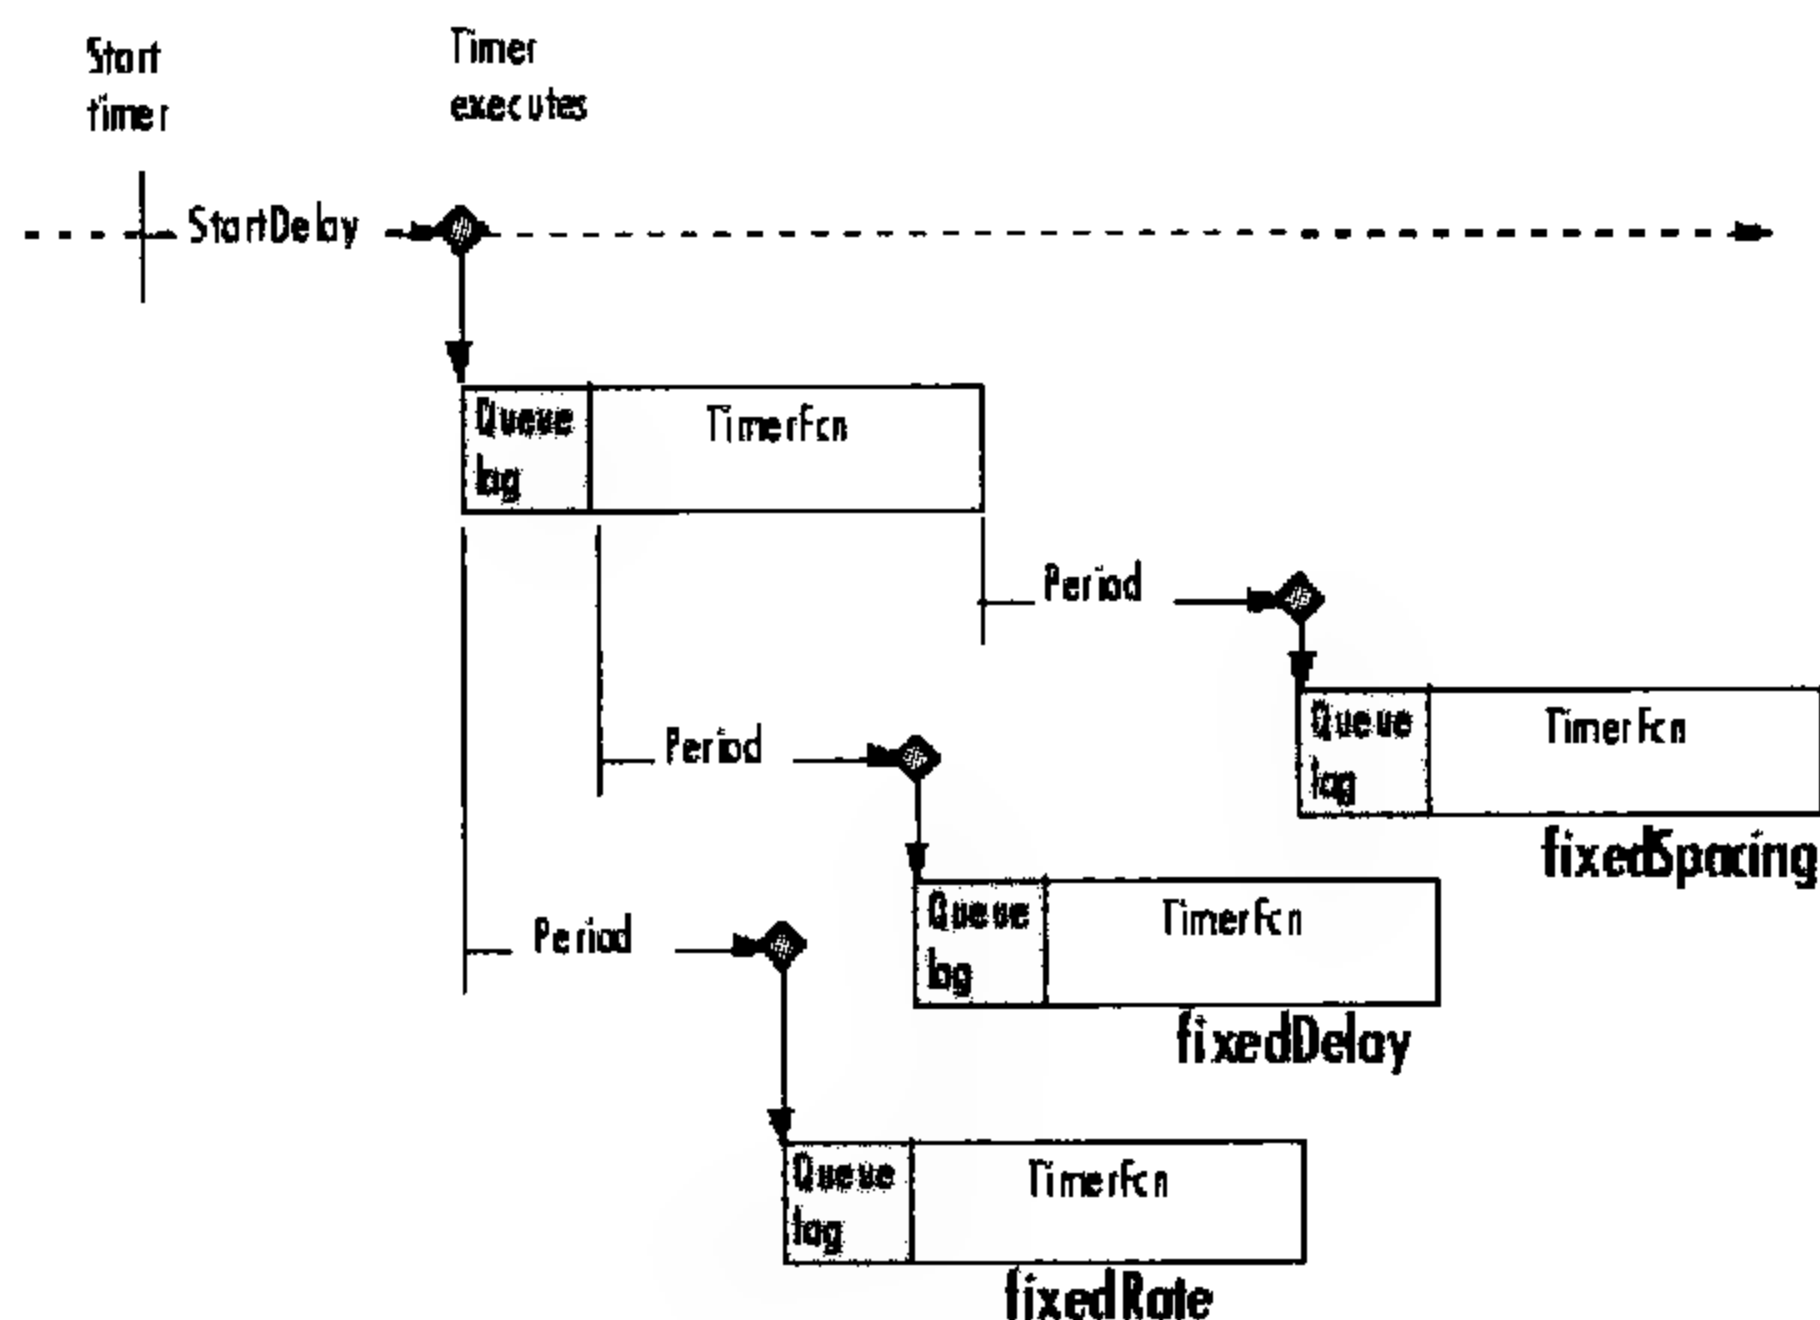 Start
timer
Timer
executes
StartDelay
Queue
lag
TimerFcn
Period
Queue
lag
TimerFcn
fixedSpacing
Period
Queue
lag
TimerFcn
fixedDelay
Period
Queue
lag
TimerFcn
fixedRate